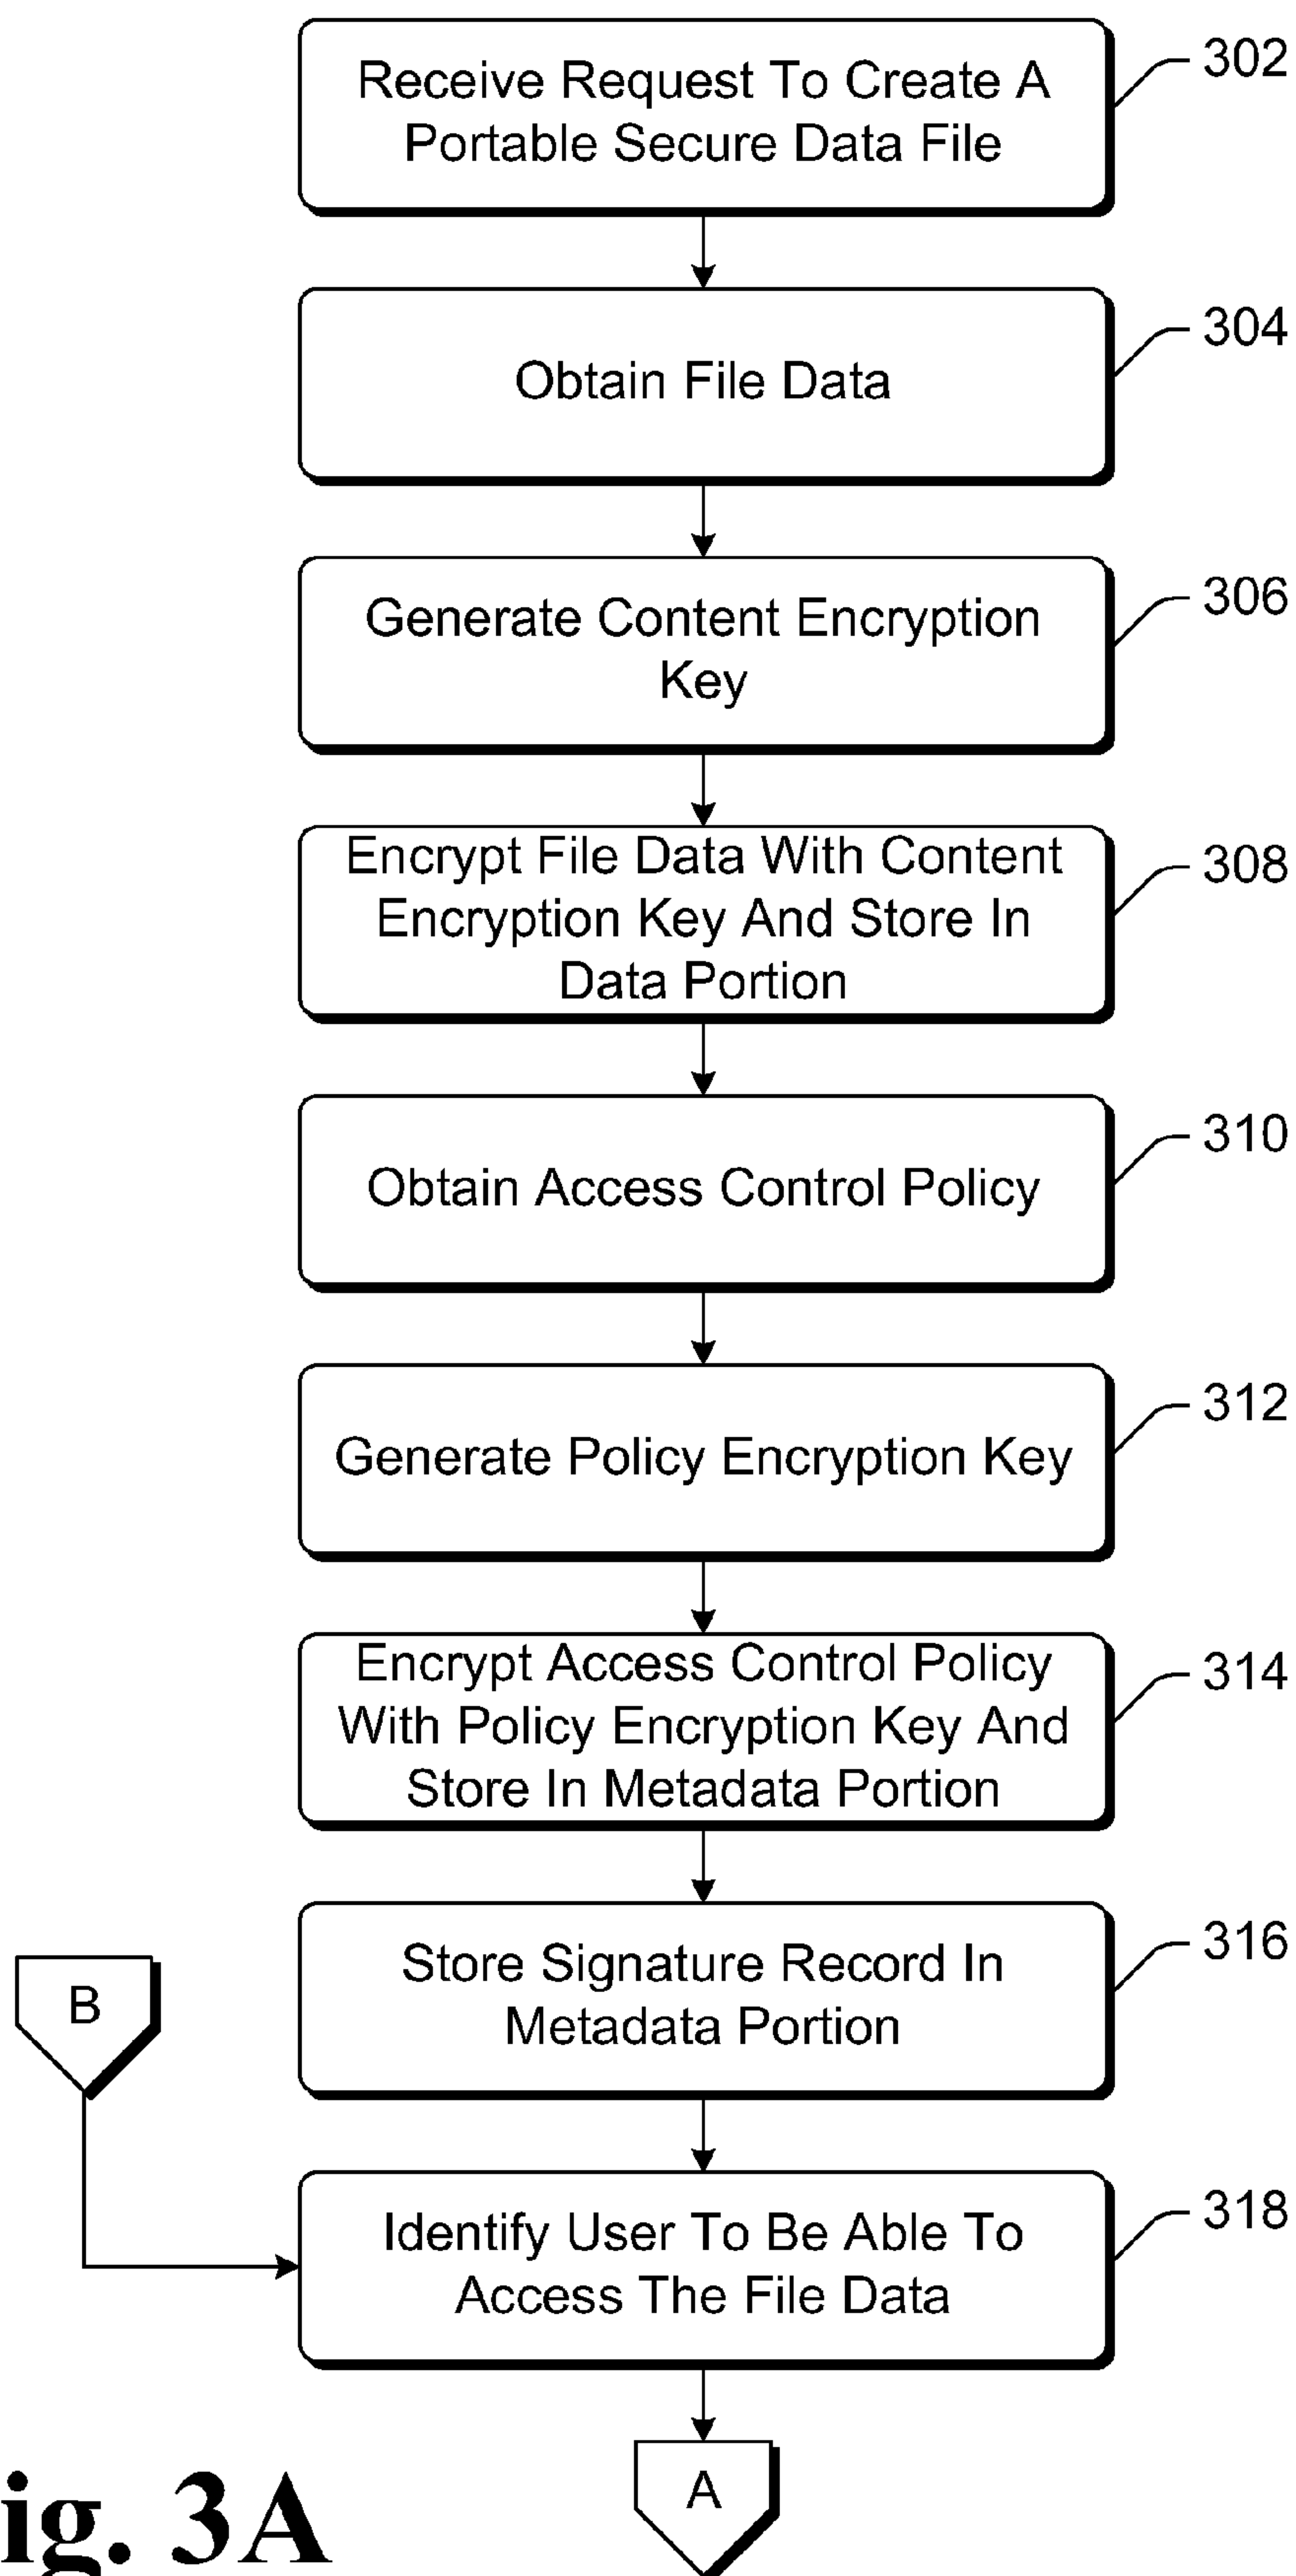 Receive Request To Create A
Portable Secure Data File
302
Obtain File Data
304
Generate Content Encryption
Key
306
Encrypt File Data With Content
Encryption Key And Store In
Data Portion
308
Obtain Access Control Policy
310
Generate Policy Encryption Key
312
Encrypt Access Control Policy
With Policy Encryption Key And
Store In Metadata Portion
314
Store Signature Record In
Metadata Portion
316
B
Identify User To Be Able To
Access The File Data
318
A
ig. 3A